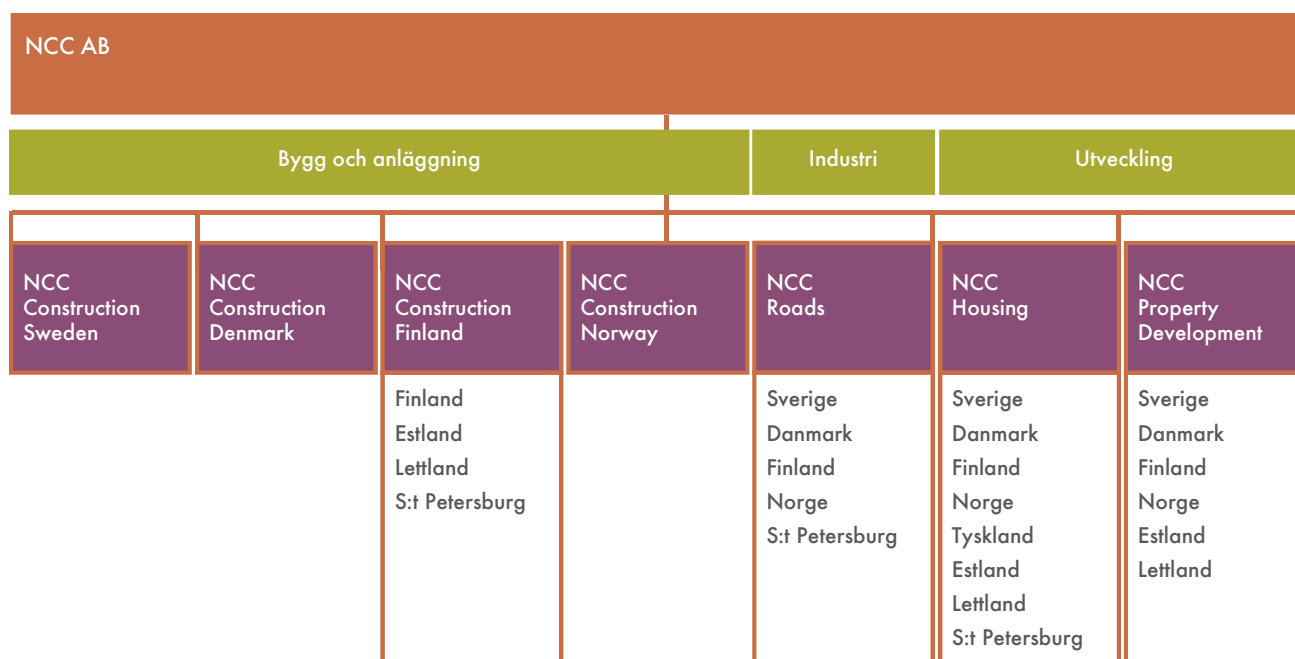 NCC AB
Bygg och anläggning
Industri
Utveckling
NCC
Construction
Sweden
NCC
Construction
Denmark
NCC
Construction
Finland
NCC
Construction
Norway
NCC
Roads
NCC
Housing
NCC
Property
Development
Finland
Estland
Lettland
S:t Petersburg
Sverige
Danmark
Finland
Norge
S:t Petersburg
Sverige
Danmark
Finland
Norge
Tyskland
Estland
Lettland
S:t Petersburg
Sverige
Danmark
Finland
Norge
Estland
Lettland